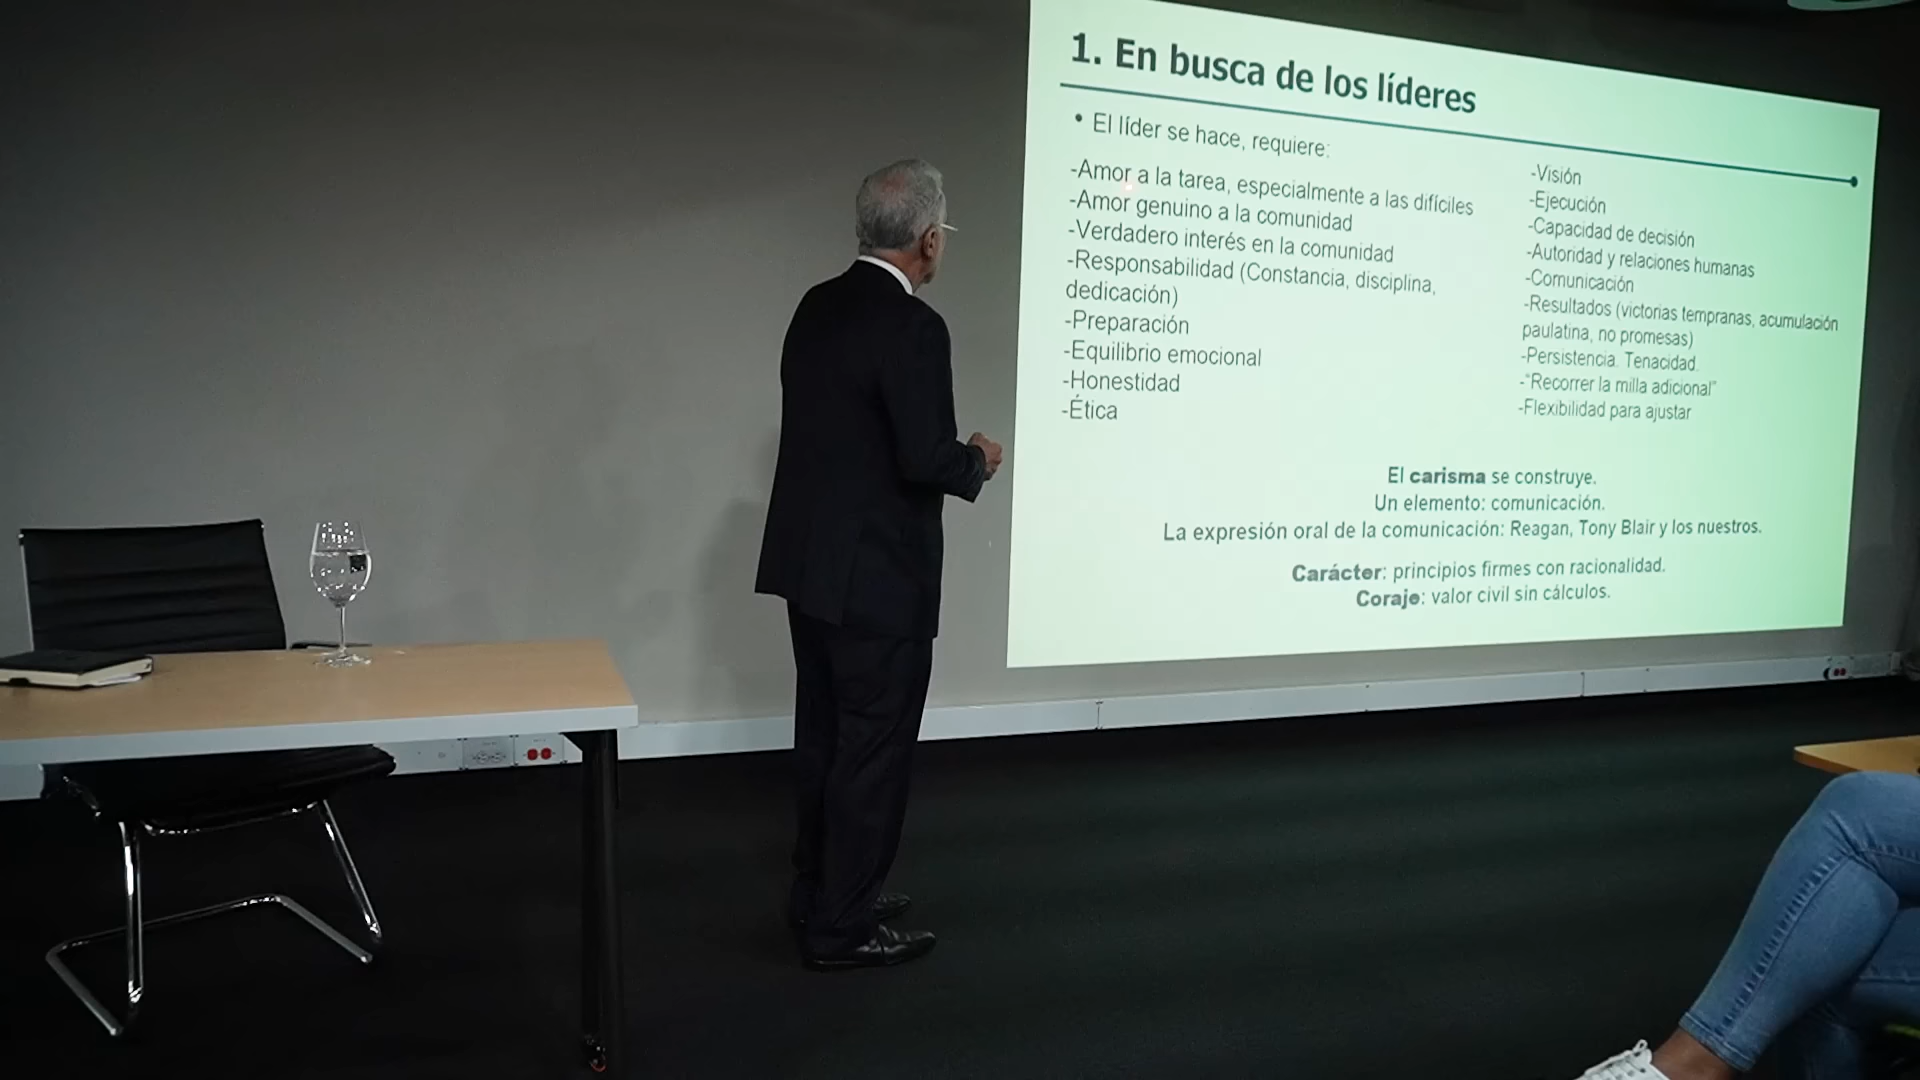 1. En busca de los líderes
• El líder se hace, requiere:
-Amor a la tarea, especialmente a las difíciles
-Amor genuino a la comunidad
-Verdadero interés en la comunidad
-Responsabilidad (Constancia, disciplina,
dedicación)
-Preparación
-Equilibrio emocional
-Honestidad
-Ética
-Visión
-Ejecución
-Capacidad de decisión
-Autoridad y relaciones humanas
-Comunicación
-Resultados (victorias tempranas, acumulación
paulatina, no promesas)
-Persistencia. Tenacidad.
-“Recorrer la milla adicional”
-Flexibilidad para ajustar
El carisma se construye.
Un elemento: comunicación.
La expresión oral de la comunicación: Reagan, Tony Blair y los nuestros.
Carácter: principios firmes con racionalidad.
Coraje: valor civil sin cálculos.